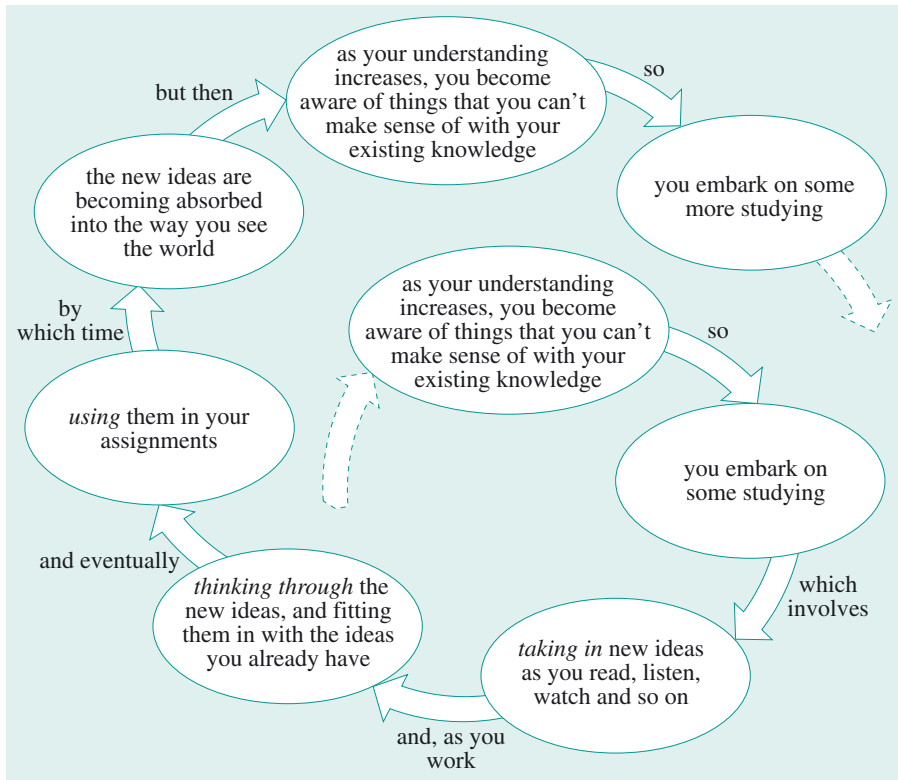 as your understanding
increases, you become
aware of things that you can't
make sense of with your
existing knowledge
so
you embark on
some studying
which
involves
taking in new ideas
as you read, listen,
watch and so on
and, as you
work
thinking through the
new ideas, and fitting
them in with the ideas
you already have
and eventually
using them in your
assignments
by
which time
the new ideas are
becoming absorbed
into the way you see
the world
but then
as your understanding
increases, you become
aware of things that you can't
make sense of with your
existing knowledge
so
you embark on some
more studying